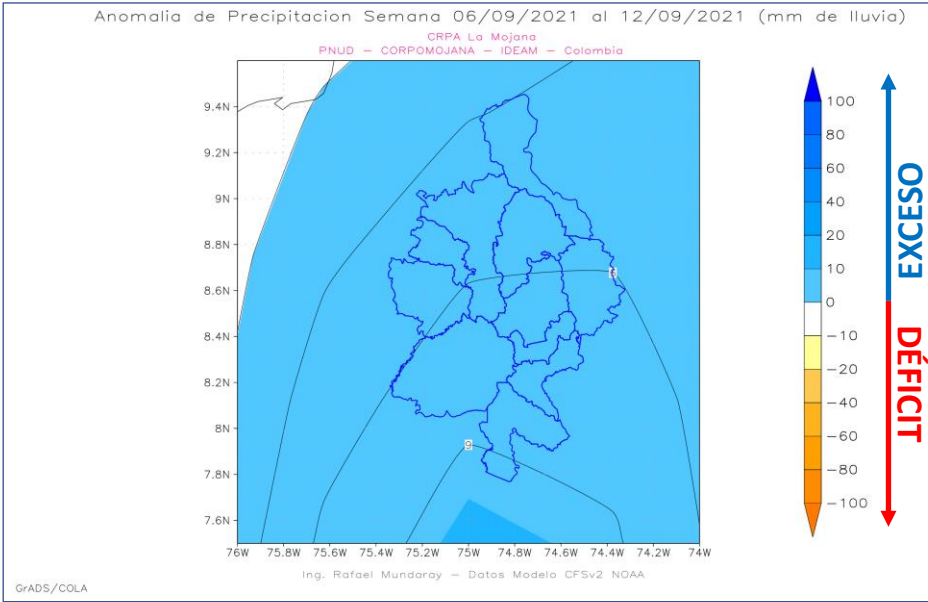 Anomalia de Precipitacion Semana 06/09/2021 al 12/09/2021 (mm de lluvia)
CRPA La Mojana
PNUD – CORPOMOJANA – IDEAM – Colombia
9.4N
9.2N
9N
8.8N
8.6N
8.4N
8.2N
8N
7.8N
7.6N
76W 75.8W 75.6W 75.4W 75.2W 75W 74.8W 74.6W 74.4W 74.2W 74W
6
9
100
80
60
40
20
10
0
−10
−20
−40
−60
−80
−100
EXCESO
DÉFICIT
Ing. Rafael Mundaray – Datos Modelo CFSv2 NOAA
GrADS/COLA